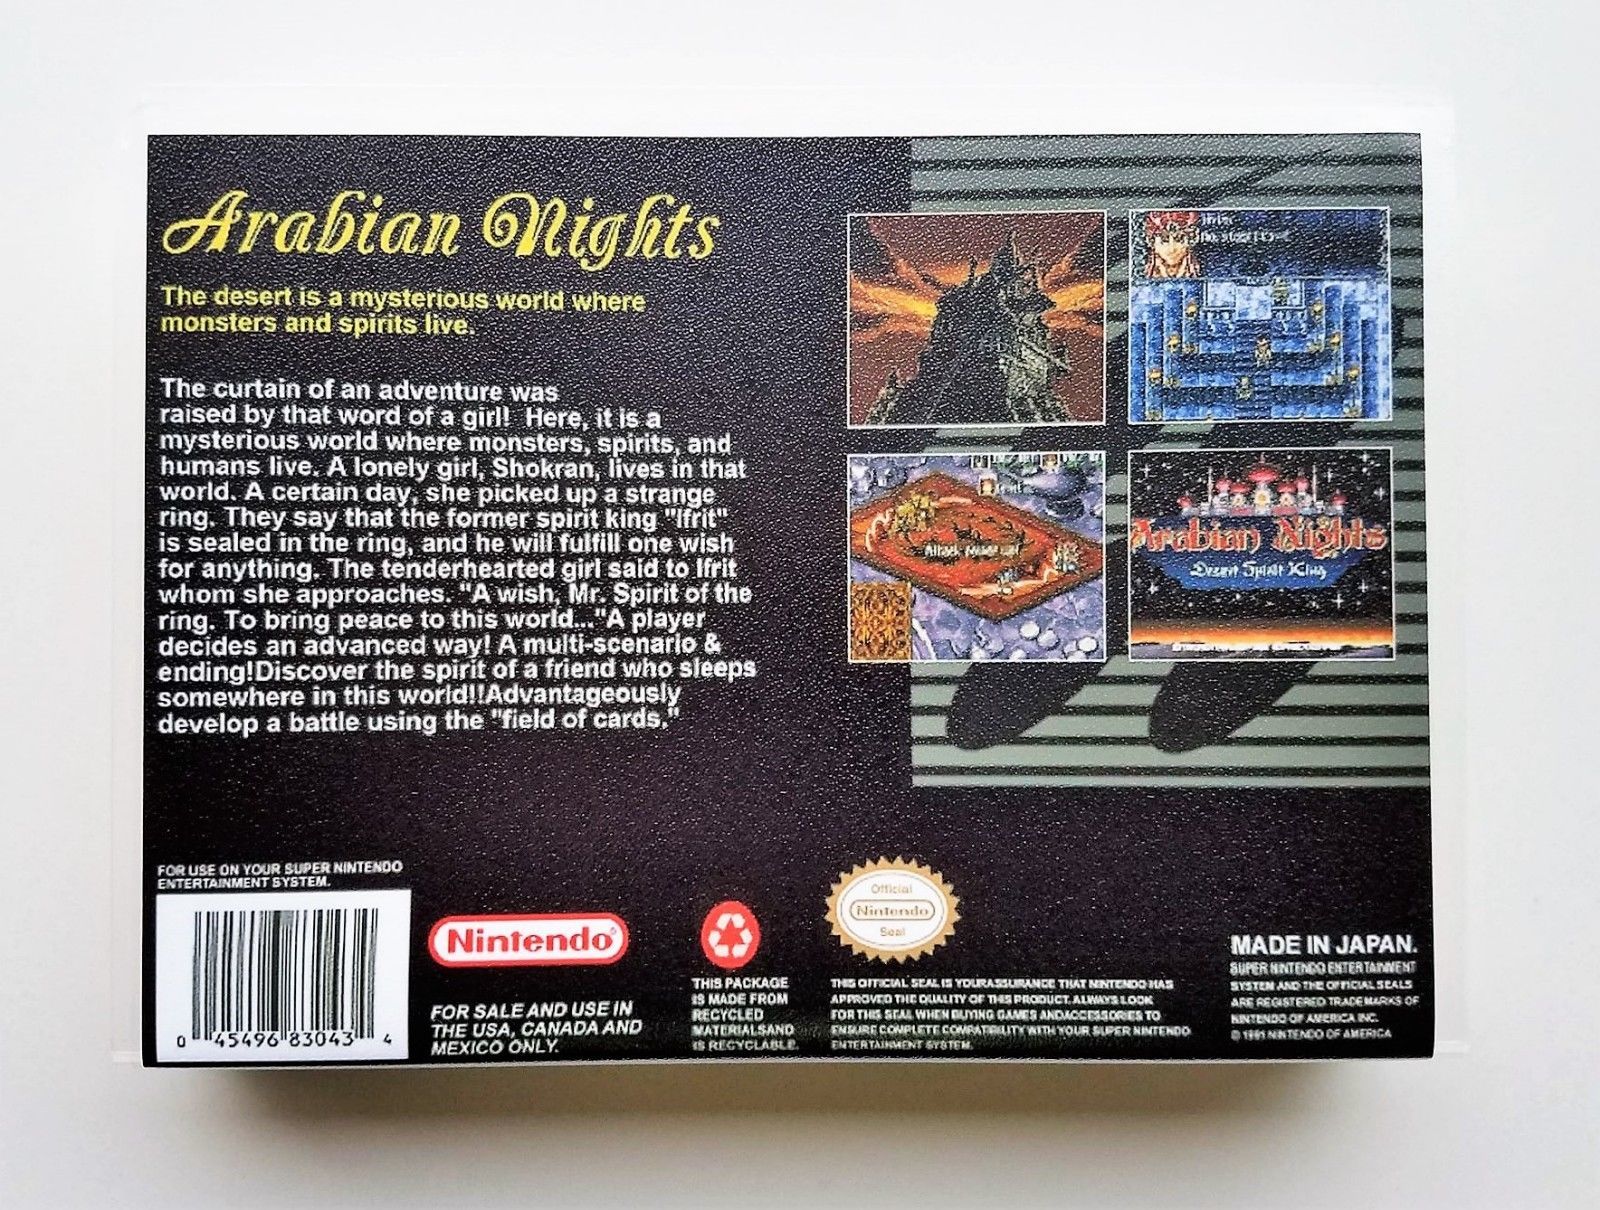 Arabian Nights
The desert is a mysterious world where
monsters and spirits live.
The curtain of an adventure was
raised by that word of a girl! Here, it is a
mysterious world where monsters, spirits, and
humans live. A lonely girl, Shokran, lives in that
world. A certain day, she picked up a strange
ring. They say that the former spirit king "Ifrit"
is sealed in the ring, and he will fulfill one wish
for anything. The tenderhearted girl said to Ifrit
whom she approaches. "A wish, Mr. Spirit of the
ring. To bring peace to this world..."A player
decides an advanced way! A multi-scenario &
ending!Discover the spirit of a friend who sleeps
somewhere in this world!!Advantageously
develop a battle using the "field of cards."
Arabian Nights
Desert Spirit King
FOR USE ON YOUR SUPER NINTENDO
ENTERTAINMENT SYSTEM.
0 45496 83043 4
Nintendo®
FOR SALE AND USE IN
THE USA, CANADA AND
MEXICO ONLY.
THIS PACKAGE
IS MADE FROM
RECYCLED
MATERIALSAND
IS RECYCLABLE.
Official
Nintendo
Seal
THIS OFFICIAL SEAL IS YOURASSURANCE THAT NINTENDO HAS
APPROVED THE QUALITY OF THIS PRODUCT. ALWAYS LOOK
FOR THIS SEAL WHEN BUYING GAMES ANDACCESSORIES TO
ENSURE COMPLETE COMPATIBILITY WITH YOUR SUPER NINTENDO
ENTERTAINMENT SYSTEM.
MADE IN JAPAN.
SUPER NINTENDO ENTERTAINMENT
SYSTEM AND THE OFFICIAL SEALS
ARE REGISTERED TRADEMARKS OF
NINTENDO OF AMERICA INC.
© 1991 NINTENDO OF AMERICA